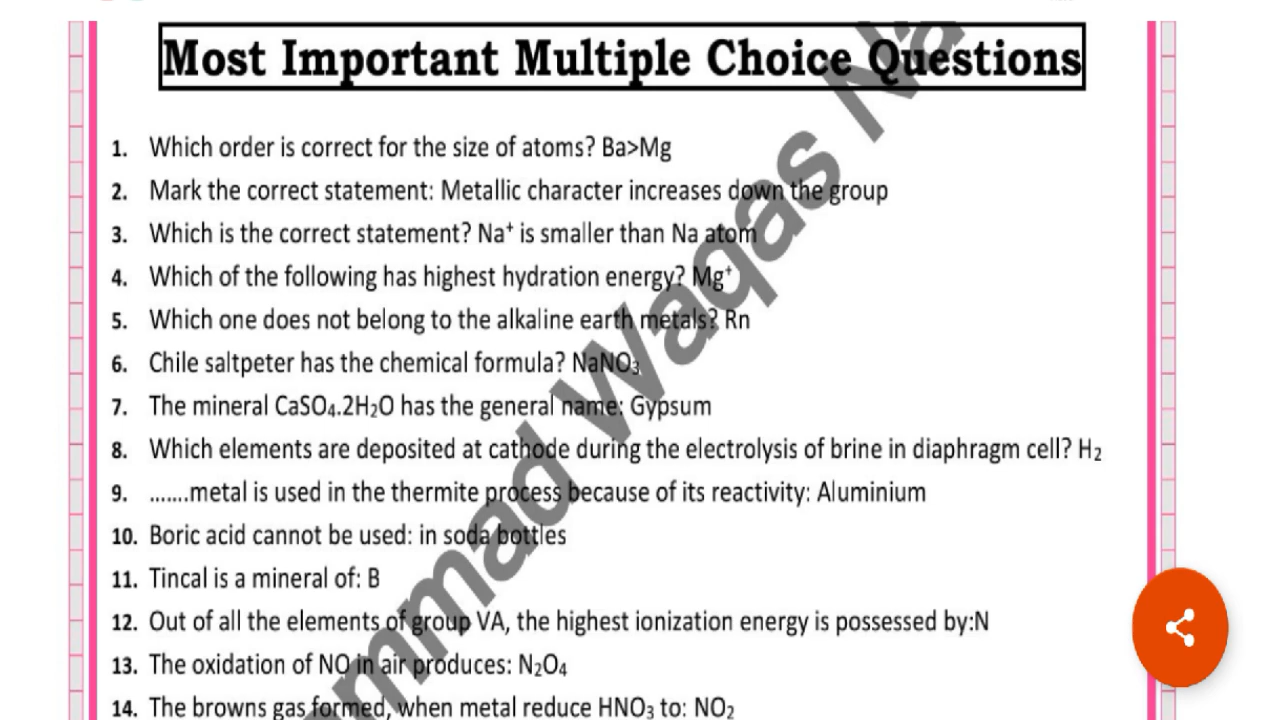 Most Important Multiple Choice Questions
1. Which order is correct for the size of atoms? Ba>Mg
2. Mark the correct statement: Metallic character increases down the group
3. Which is the correct statement? Na⁺ is smaller than Na atom
4. Which of the following has highest hydration energy? Mg⁺
5. Which one does not belong to the alkaline earth metals? Rn
6. Chile saltpeter has the chemical formula? NaNO₃
7. The mineral CaSO₄.2H₂O has the general name: Gypsum
8. Which elements are deposited at cathode during the electrolysis of brine in diaphragm cell? H₂
9. .......metal is used in the thermite process because of its reactivity: Aluminium
10. Boric acid cannot be used: in soda bottles
11. Tincal is a mineral of: B
12. Out of all the elements of group VA, the highest ionization energy is possessed by:N
13. The oxidation of NO in air produces: N₂O₄
14. The browns gas formed, when metal reduce HNO₃ to: NO₂
Waqas